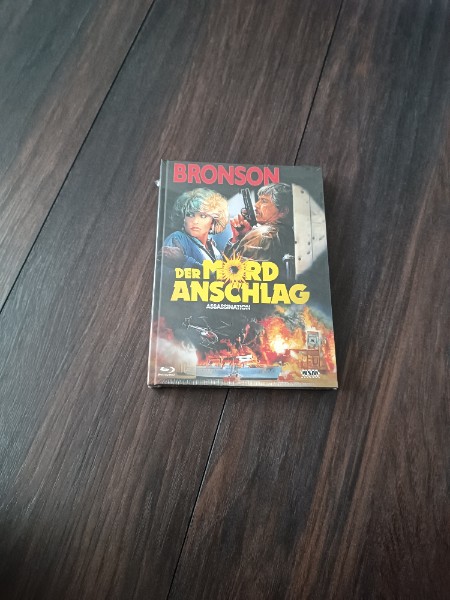 BRONSON
DER MORD
ANSCHLAG
ASSASSINATION